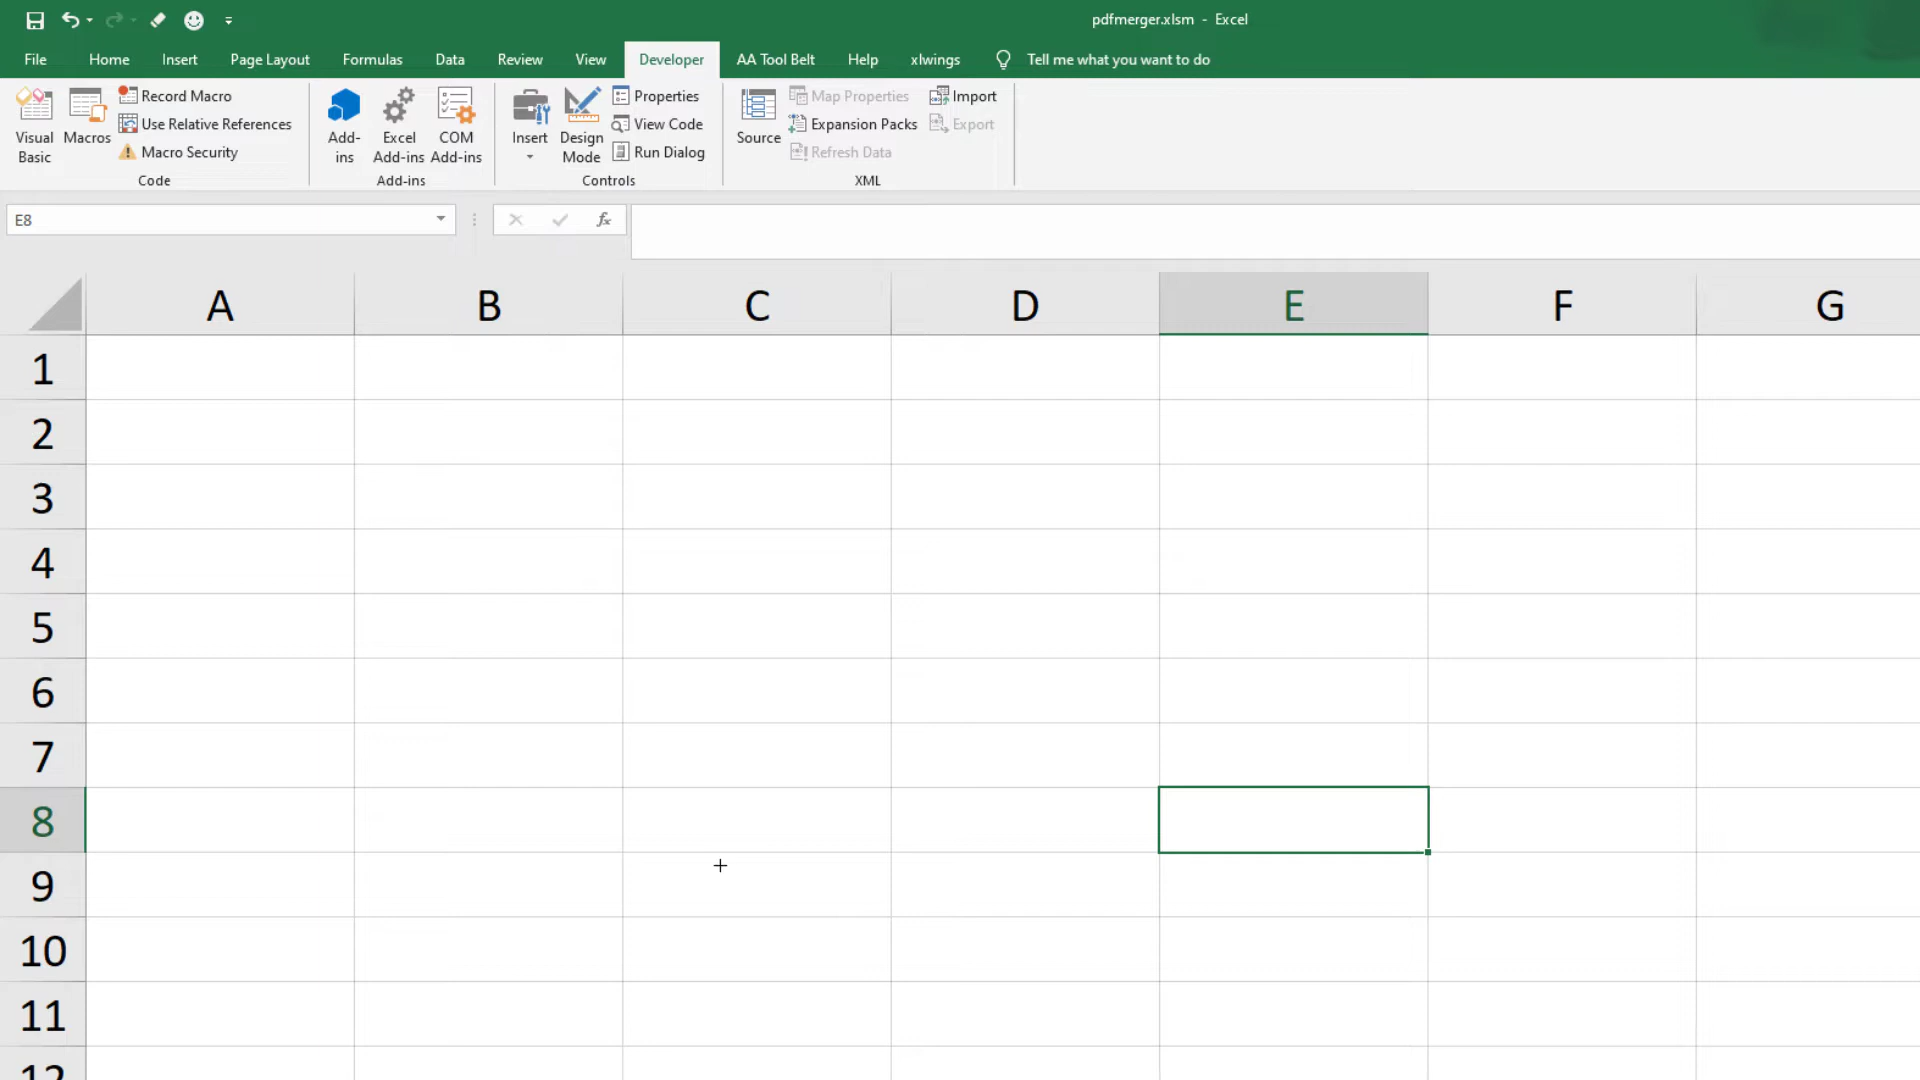 pdfmerger.xlsm - Excel
File Home Insert Page Layout Formulas Data Review View Developer AA Tool Belt Help xlwings Tell me what you want to do
Visual Basic
Macros
Record Macro
Use Relative References
Macro Security
Code
Add-ins
Excel Add-ins
COM Add-ins
Add-ins
Insert
Design Mode
Properties
View Code
Run Dialog
Controls
Source
Map Properties
Expansion Packs
Refresh Data
Import
Export
XML
E8
fx
A B C D E F G
1
2
3
4
5
6
7
8
9
10
11
12